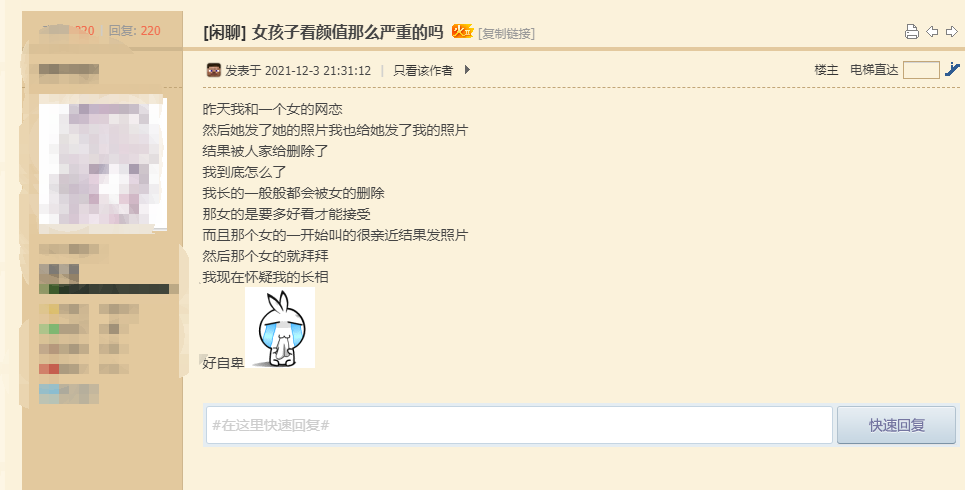 220 回复: 220
[闲聊] 女孩子看颜值那么严重的吗 火 [复制链接]
发表于 2021-12-3 21:31:12 | 只看该作者 楼主 电梯直达
昨天我和一个女的网恋
然后她发了她的照片我也给她发了我的照片
结果被人家给删除了
我到底怎么了
我长的一般般都会被女的删除
那女的是要多好看才能接受
而且那个女的一开始叫的很亲近结果发照片
然后那个女的就拜拜
我现在怀疑我的长相
好自卑
#在这里快速回复# 快速回复